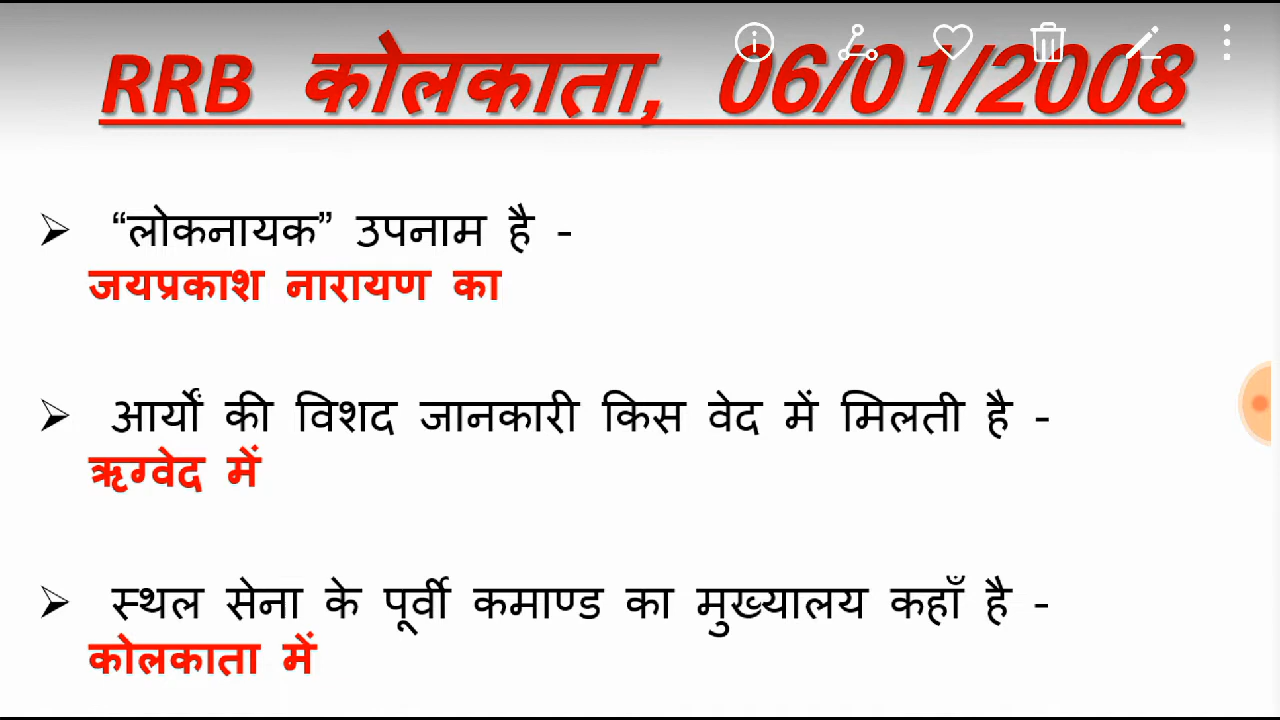 RRB कोलकाता, 06/01/2008
➢ “लोकनायक” उपनाम है -
जयप्रकाश नारायण का
➢ आर्यों की विशद जानकारी किस वेद में मिलती है -
ऋग्वेद में
➢ स्थल सेना के पूर्वी कमाण्ड का मुख्यालय कहाँ है -
कोलकाता में